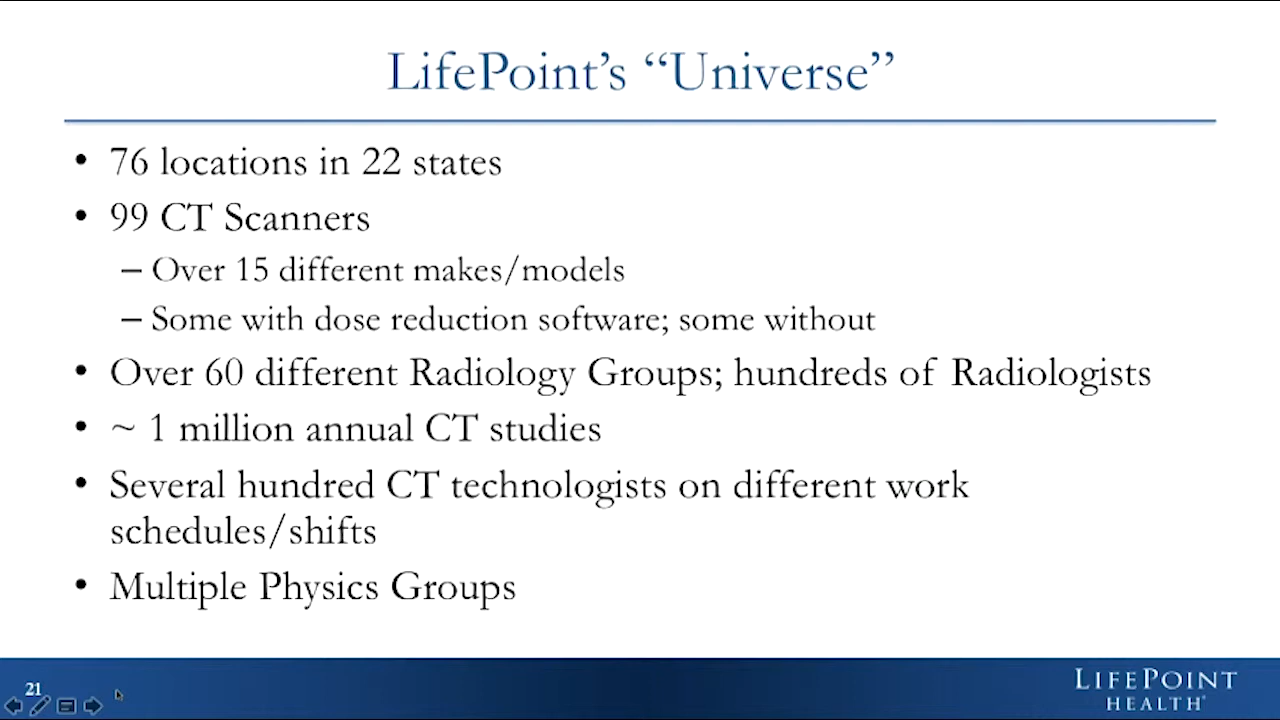 LifePoint’s “Universe”
• 76 locations in 22 states
• 99 CT Scanners
– Over 15 different makes/models
– Some with dose reduction software; some without
• Over 60 different Radiology Groups; hundreds of Radiologists
• ~ 1 million annual CT studies
• Several hundred CT technologists on different work
schedules/shifts
• Multiple Physics Groups
21
LIFEPOINT
HEALTH®